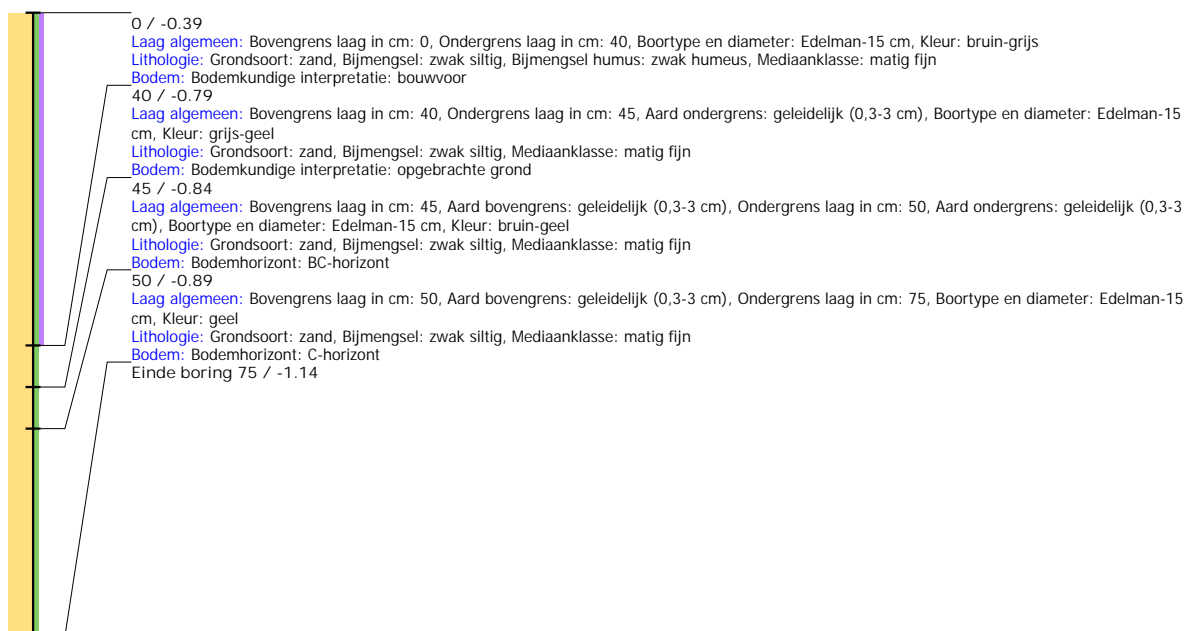 0 / -0.39
Laag algemeen: Bovengrens laag in cm: 0, Ondergrens laag in cm: 40, Boortype en diameter: Edelman-15 cm, Kleur: bruin-grijs
Lithologie: Grondsoort: zand, Bijmengsel: zwak siltig, Bijmengsel humus: zwak humeus, Mediaanklasse: matig fijn
Bodem: Bodemkundige interpretatie: bouwvoor
40 / -0.79
Laag algemeen: Bovengrens laag in cm: 40, Ondergrens laag in cm: 45, Aard ondergrens: geleidelijk (0,3-3 cm), Boortype en diameter: Edelman-15
cm, Kleur: grijs-geel
Lithologie: Grondsoort: zand, Bijmengsel: zwak siltig, Mediaanklasse: matig fijn
Bodem: Bodemkundige interpretatie: opgebrachte grond
45 / -0.84
Laag algemeen: Bovengrens laag in cm: 45, Aard bovengrens: geleidelijk (0,3-3 cm), Ondergrens laag in cm: 50, Aard ondergrens: geleidelijk (0,3-3
cm), Boortype en diameter: Edelman-15 cm, Kleur: bruin-geel
Lithologie: Grondsoort: zand, Bijmengsel: zwak siltig, Mediaanklasse: matig fijn
Bodem: Bodemhorizont: BC-horizont
50 / -0.89
Laag algemeen: Bovengrens laag in cm: 50, Aard bovengrens: geleidelijk (0,3-3 cm), Ondergrens laag in cm: 75, Boortype en diameter: Edelman-15
cm, Kleur: geel
Lithologie: Grondsoort: zand, Bijmengsel: zwak siltig, Mediaanklasse: matig fijn
Bodem: Bodemhorizont: C-horizont
Einde boring 75 / -1.14